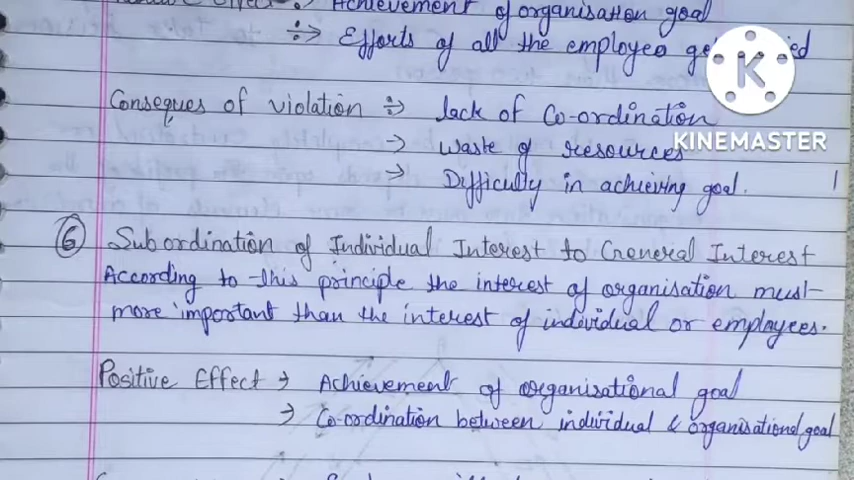 Effect :→ Achievement of organisation goal
÷> Efforts of all the employee
Conseques of violation ÷> lack of Co-ordination
→ waste of resources
→ Difficulty in achieving goal.
K
KINEMASTER
6 Subordination of Individual Interest to General Interest
According to this principle the interest of organisation must
more important than the interest of individual or employees.
Positive Effect → Achievement of organisational goal
→ Co-ordination between individual & organisational goal